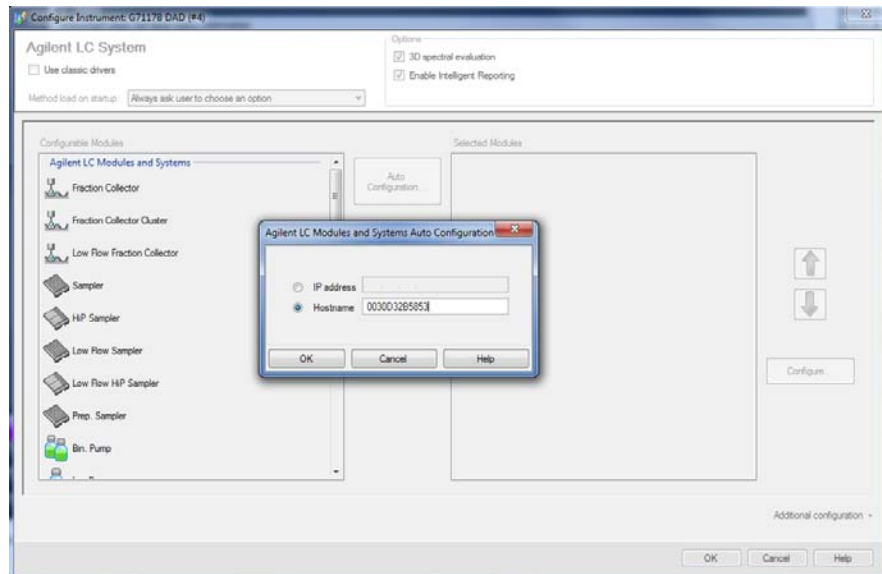 Configure Instrument: G7117B DAD (#4)
Agilent LC System
Use classic drivers
Method load on startup: Always ask user to choose an option
Options
3D spectral evaluation
Enable Intelligent Reporting
Configurable Modules
Agilent LC Modules and Systems
Fraction Collector
Fraction Collector Cluster
Low Flow Fraction Collector
Sampler
HiP Sampler
Low Flow Sampler
Low Flow HiP Sampler
Prep. Sampler
Bin. Pump
Auto
Configuration...
Selected Modules
Agilent LC Modules and Systems Auto Configuration
IP address
Hostname 0030D32B5853
OK Cancel Help
Configure...
Additional configuration
OK Cancel Help